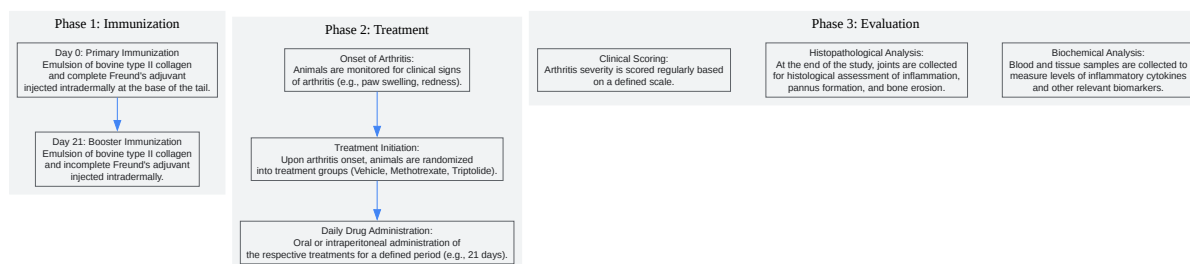 Phase 1: Immunization
Day 0: Primary Immunization
Emulsion of bovine type II collagen
and complete Freund's adjuvant
injected intradermally at the base of the tail.
Day 21: Booster Immunization
Emulsion of bovine type II collagen
and incomplete Freund's adjuvant
injected intradermally.
Phase 2: Treatment
Onset of Arthritis:
Animals are monitored for clinical signs
of arthritis (e.g., paw swelling, redness).
Treatment Initiation:
Upon arthritis onset, animals are randomized
into treatment groups (Vehicle, Methotrexate, Triptolide).
Daily Drug Administration:
Oral or intraperitoneal administration of
the respective treatments for a defined period (e.g., 21 days).
Phase 3: Evaluation
Clinical Scoring:
Arthritis severity is scored regularly based
on a defined scale.
Histopathological Analysis:
At the end of the study, joints are collected
for histological assessment of inflammation,
pannus formation, and bone erosion.
Biochemical Analysis:
Blood and tissue samples are collected to
measure levels of inflammatory cytokines
and other relevant biomarkers.